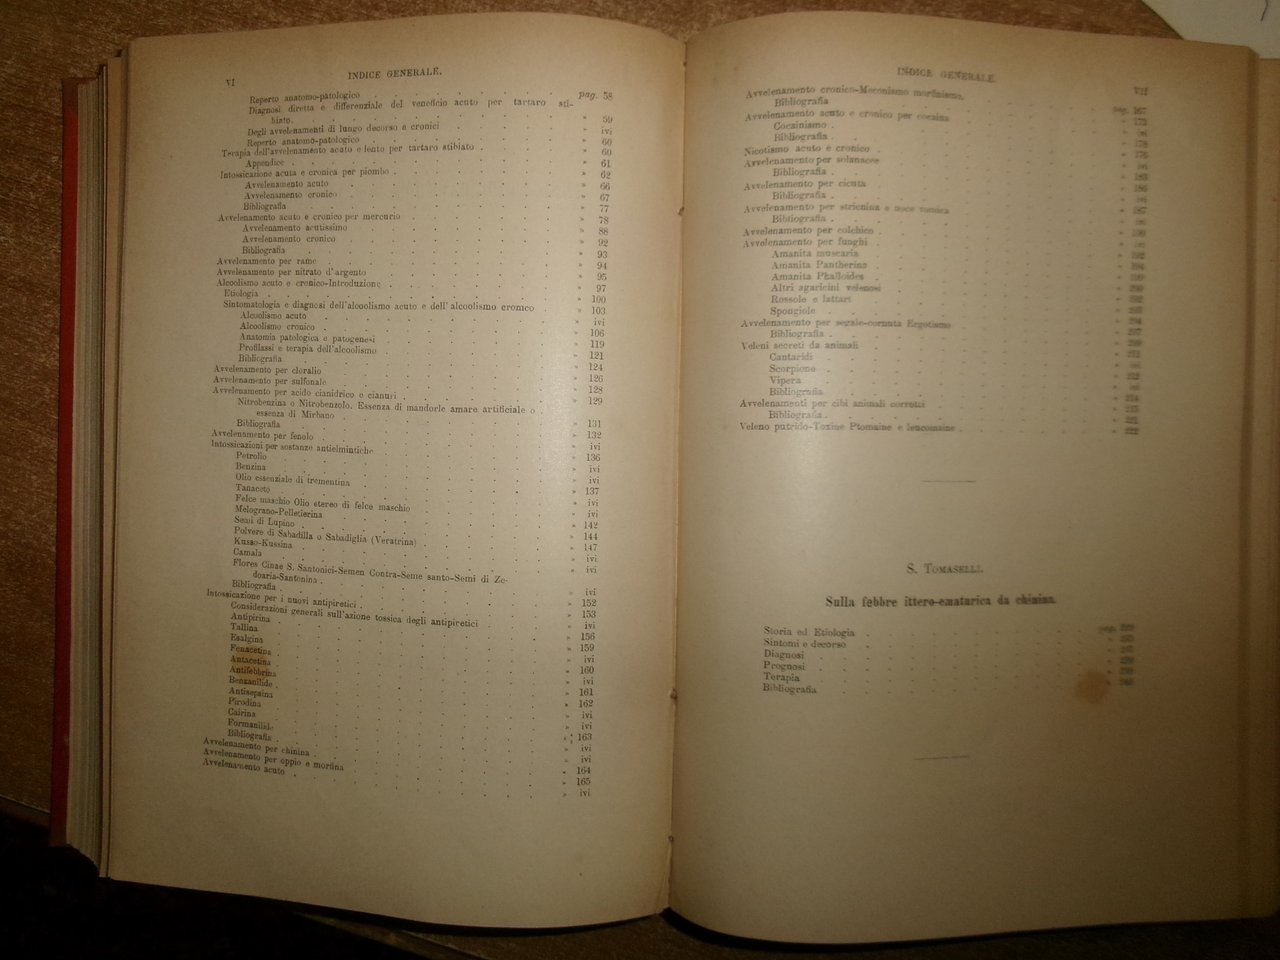 VI
INDICE GENERALE.
Reperto anatomo-patologico pag. 58
Diagnosi diretta e differenziale del veneficio acuto per tartaro sti-
biato. » 59
Degli avvelenamenti di lungo decorso e cronici » ivi
Reperto anatomo-patologico » 60
Terapia dell'avvelenamento acuto e lento per tartaro stibiato . » 60
Appendice . » 61
Intossicazione acuta e cronica per piombo . » 62
Avvelenamento acuto » 66
Avvelenamento cronico » 67
Bibliografia » 77
Avvelenamento acuto e cronico per mercurio » 78
Avvelenamento acutissimo » 88
Avvelenamento cronico » 92
Bibliografia » 93
Avvelenamento per rame » 94
Avvelenamento per nitrato d'argento » 95
Alcoolismo acuto e cronico-Introduzione » 97
Etiologia . » 100
Sintomatologia e diagnosi dell'alcoolismo acuto e dell'alcoolismo cronico » 103
Alcoolismo acuto » ivi
Alcoolismo cronico » 106
Anatomia patologica e patogenesi » 119
Profilassi e terapia dell'alcoolismo » 121
Bibliografia » 124
Avvelenamento per cloralio » 126
Avvelenamento per sulfonale » 128
Avvelenamento per acido cianidrico e cianuri . » 129
Nitrobenzina o Nitrobenzolo. Essenza di mandorle amare artificiale o
essenza di Mirbano » 131
Bibliografia » 132
Avvelenamento per fenolo » ivi
Intossicazioni per sostanze antielmintiche » 136
Petrolio » ivi
Benzina » ivi
Olio essenziale di trementina » 137
Tanaceto » ivi
Felce maschio Olio stereo di felce maschio » ivi
Melograno-Pelletierina » 142
Semi di Lupino » 144
Polvere di Sabadilla o Sabadiglia (Veratrina) » 147
Kusso-Kussina » ivi
Camala » ivi
Flores Cinae S. Santonici-Semen Contra-Seme santo-Semi di Ze-
doaria-Santonina . » ivi
Bibliografia » 152
Intossicazione per i nuovi antipiretici . » 153
Considerazioni generali sull'azione tossica degli antipiretici » ivi
Antipirina » 156
Tallina » 159
Esalgina » ivi
Fenacetina » 160
Antacetina » ivi
Antifebbrina » 161
Benzanilide » 162
Antisepsina » ivi
Pirodina » ivi
Cairina » 163
Formanilide » ivi
Bibliografia » ivi
Avvelenamento per chinina » 164
Avvelenamento per oppio e morfina » 165
Avvelenamento acuto » ivi
INDICE GENERALE.
VII
Avvelenamento cronico-Meconismo morfinismo. pag. 167
Bibliografia
Avvelenamento acuto e cronico per cocaina
Cocainismo .
Bibliografia .
Nicotismo acuto e cronico .
Avvelenamento per solanacee
Bibliografia .
Avvelenamento per cicuta
Bibliografia .
Avvelenamento per stricnina e noce vomica
Bibliografia .
Avvelenamento per colchico .
Avvelenamento per funghi .
Amanita muscaria
Amanita Pantherina
Amanita Phalloides
Altri agaricini velenosi
Rossole e lattari
Spongiole
Avvelenamento per segale-cornuta Ergotismo
Bibliografia .
Veleni secreti da animali
Cantaridi
Scorpione
Vipera
Bibliografia
Avvelenamenti per cibi animali corrotti
Bibliografia .
Veleno putrido-Toxine Ptomaine e leucomaine . » 222
S. TOMASELLI.
Sulla febbre ittero-ematurica da chinina.
Storia ed Etiologia pag.
Sintomi e decorso
Diagnosi
Prognosi
Terapia
Bibliografia